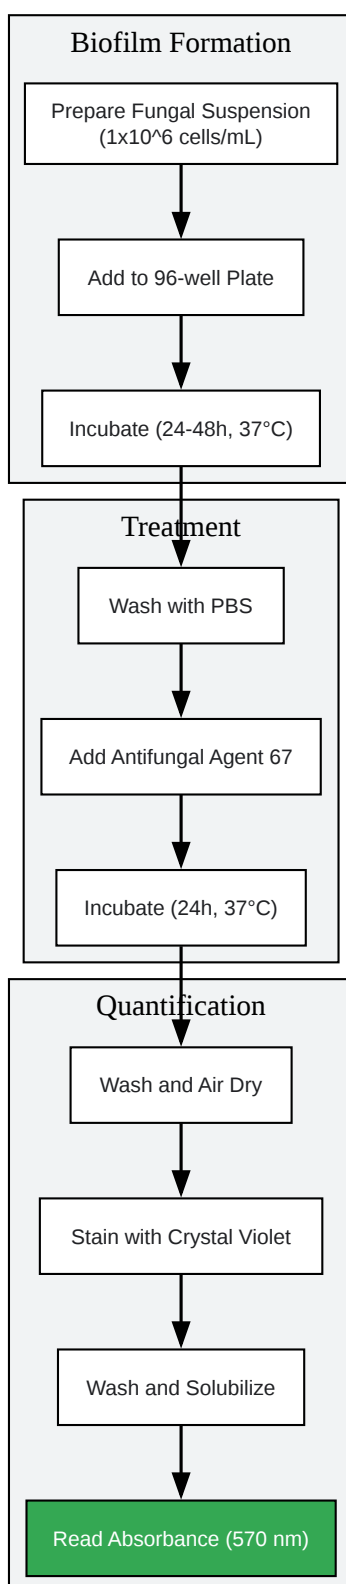 Biofilm Formation
Prepare Fungal Suspension
(1x10^6 cells/mL)
Add to 96-well Plate
Incubate (24-48h, 37°C)
Treatment
Wash with PBS
Add Antifungal Agent 67
Incubate (24h, 37°C)
Quantification
Wash and Air Dry
Stain with Crystal Violet
Wash and Solubilize
Read Absorbance (570 nm)